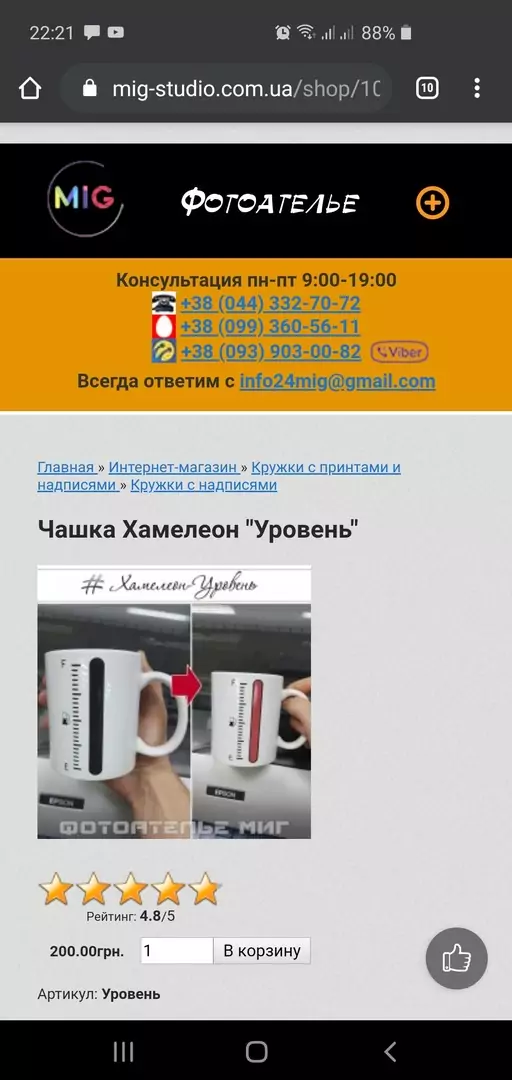 22:21
88%
mig-studio.com.ua/shop/10
10
MIG
Фотоателье
Консультация пн-пт 9:00-19:00
+38 (044) 332-70-72
+38 (099) 360-56-11
+38 (093) 903-00-82 Viber
Всегда ответим с info24mig@gmail.com
Главная » Интернет-магазин » Кружки с принтами и
надписями » Кружки с надписями
Чашка Хамелеон "Уровень"
# Хамелеон-Уровень
F
F
E
E
EPSON
EPSON
ФОТОАТЕЛЬЕ МИГ
Рейтинг: 4.8/5
200.00грн.
1
В корзину
Артикул: Уровень